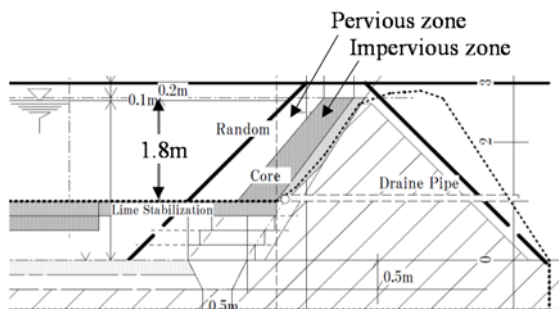 Pervious zone
Impervious zone
0.2m
0.1m
3
Random
1.8m
2
Core
Draine Pipe
Lime Stabilization
0
0.5m
0.5m